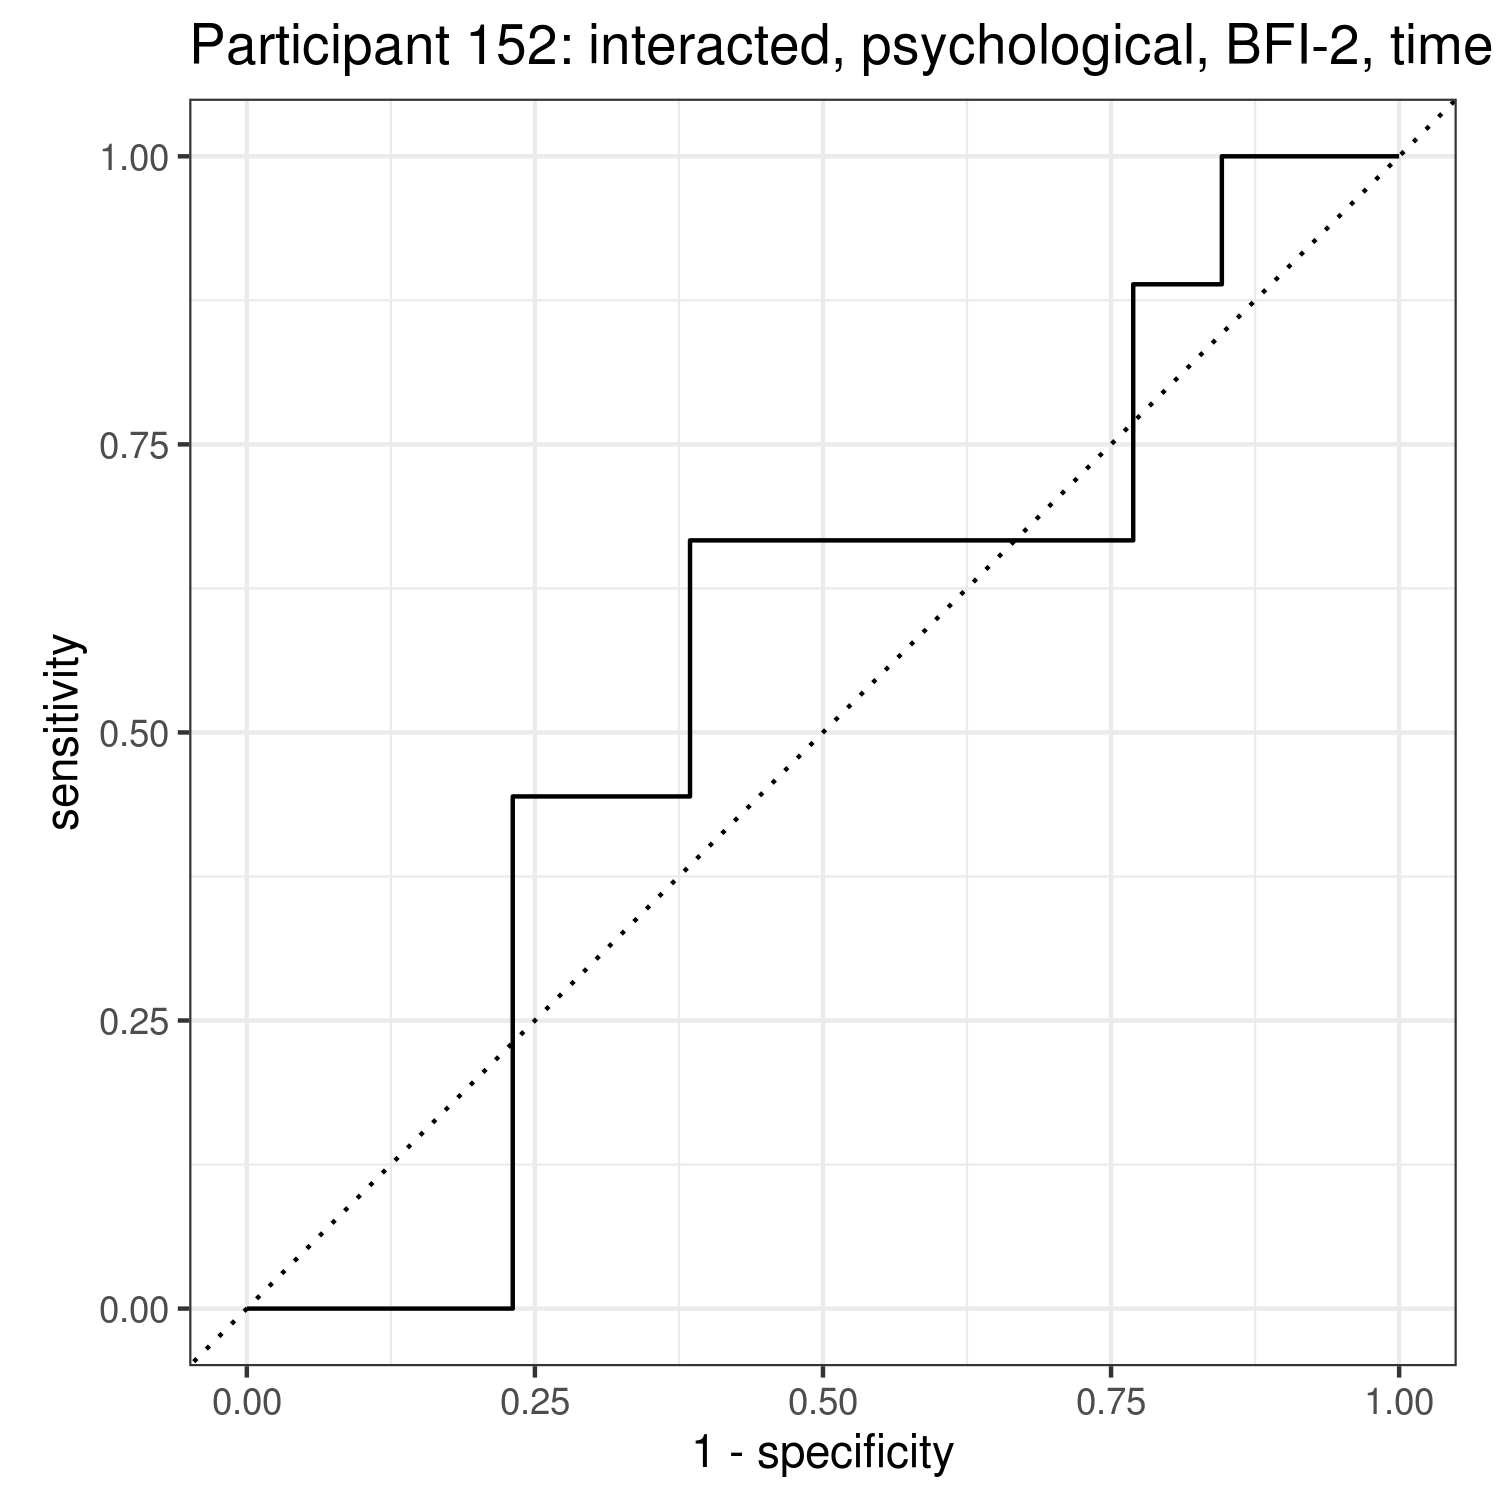 Participant 152: interacted, psychological, BFI-2, time
1.00
0.75
0.50
0.25
0.00
sensitivity
0.00 0.25 0.50 0.75 1.00
1 - specificity